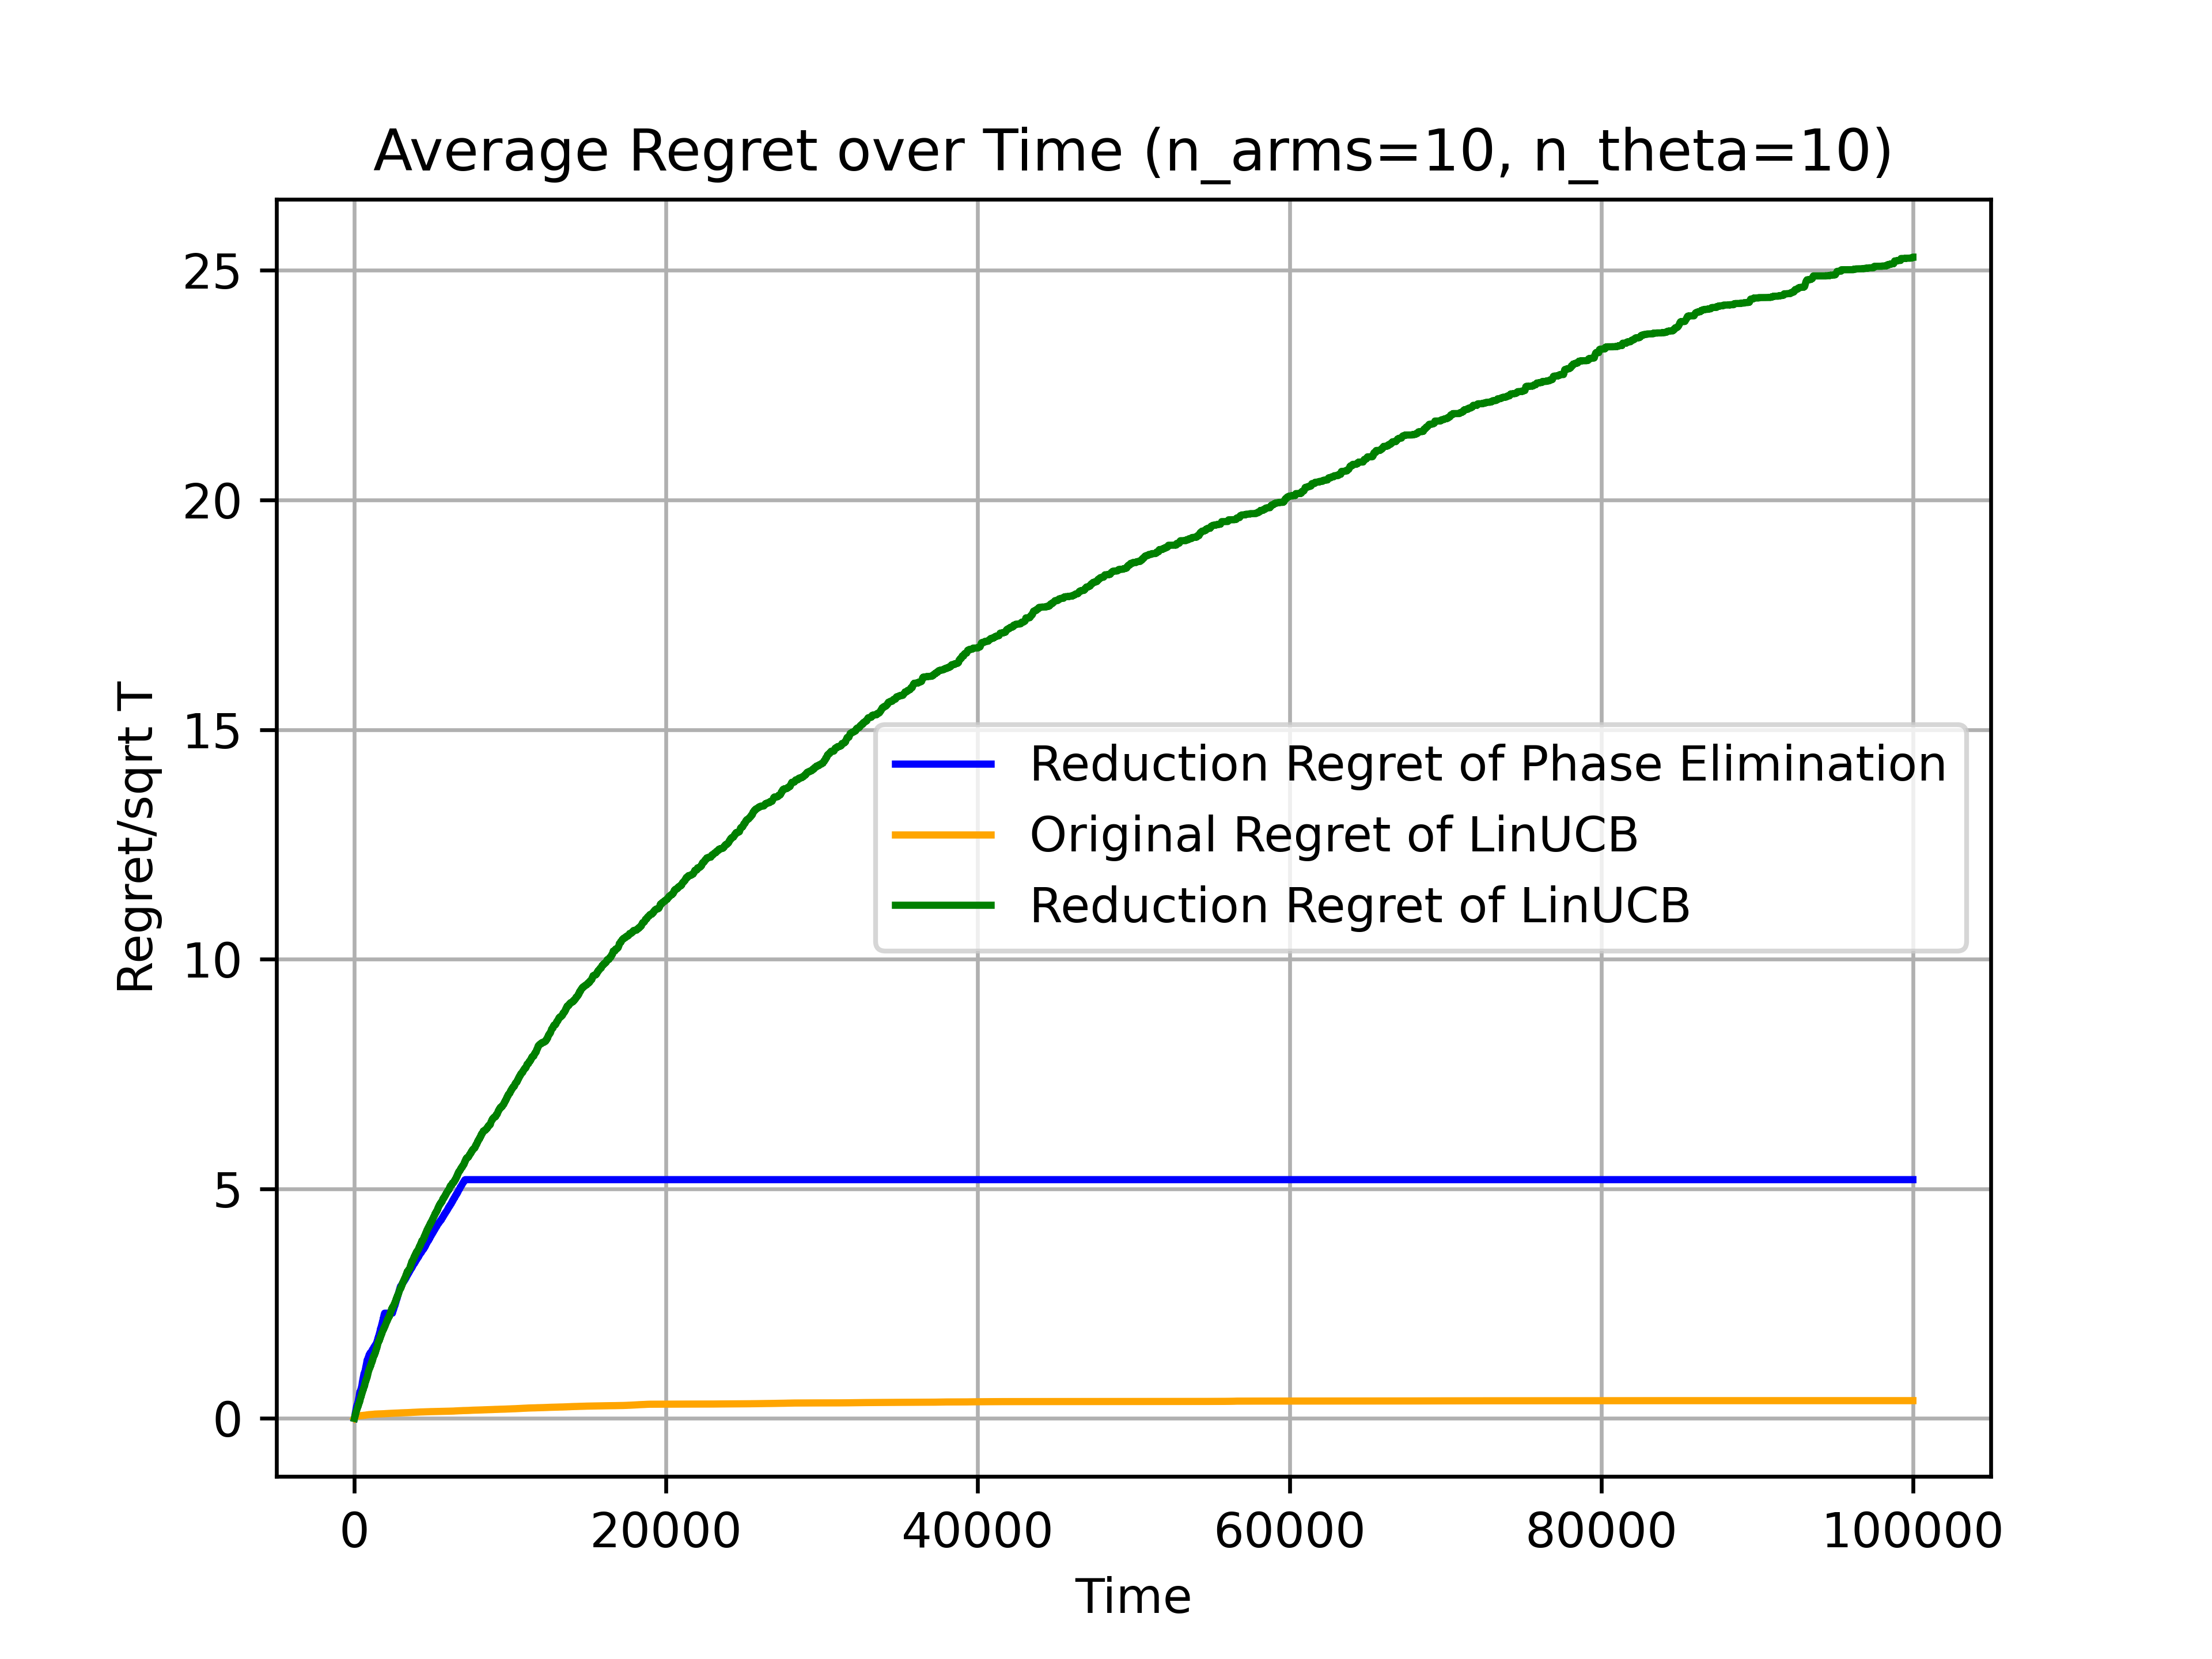 Average Regret over Time (n_arms=10, n_theta=10)
Regret/sqrt T
25
20
15
10
5
0
Reduction Regret of Phase Elimination
Original Regret of LinUCB
Reduction Regret of LinUCB
0 20000 40000 60000 80000 100000
Time